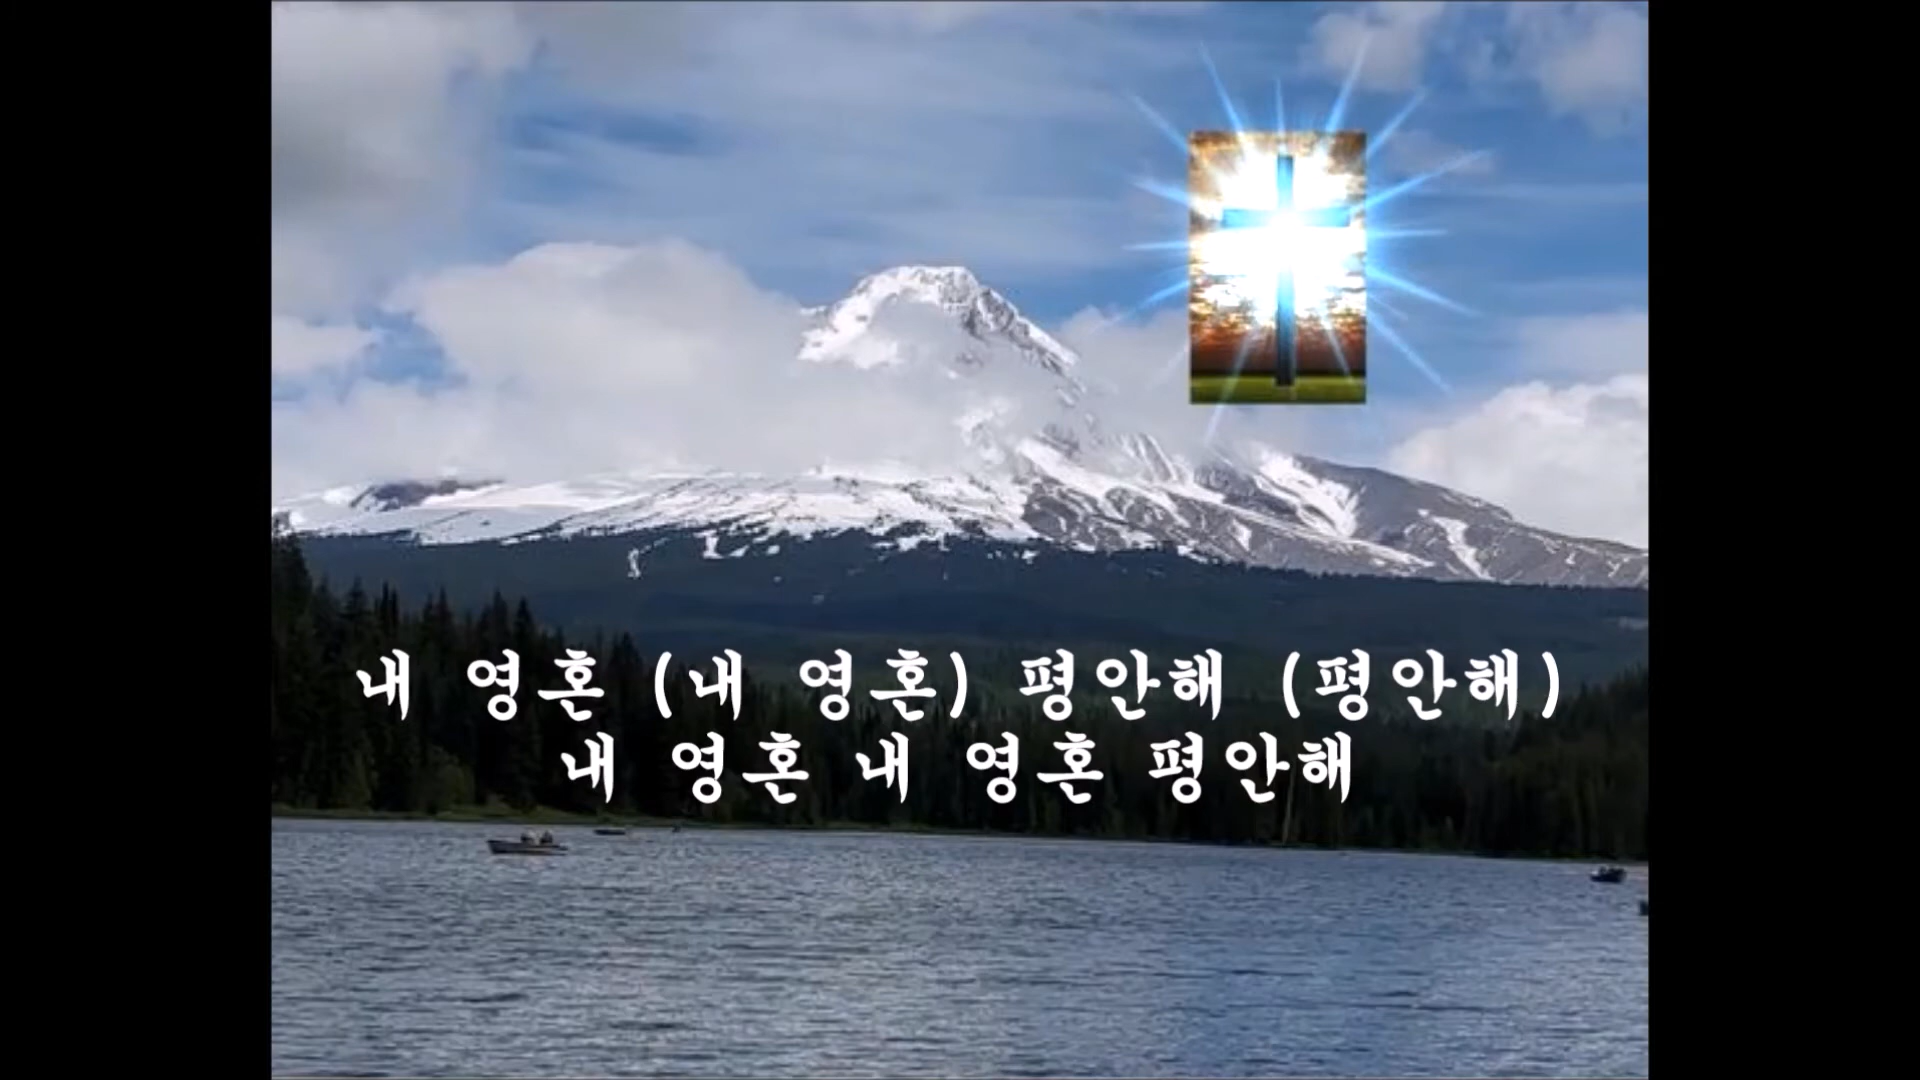 내 영혼 (내 영혼) 평안해 (평안해)
내 영혼 내 영혼 평안해